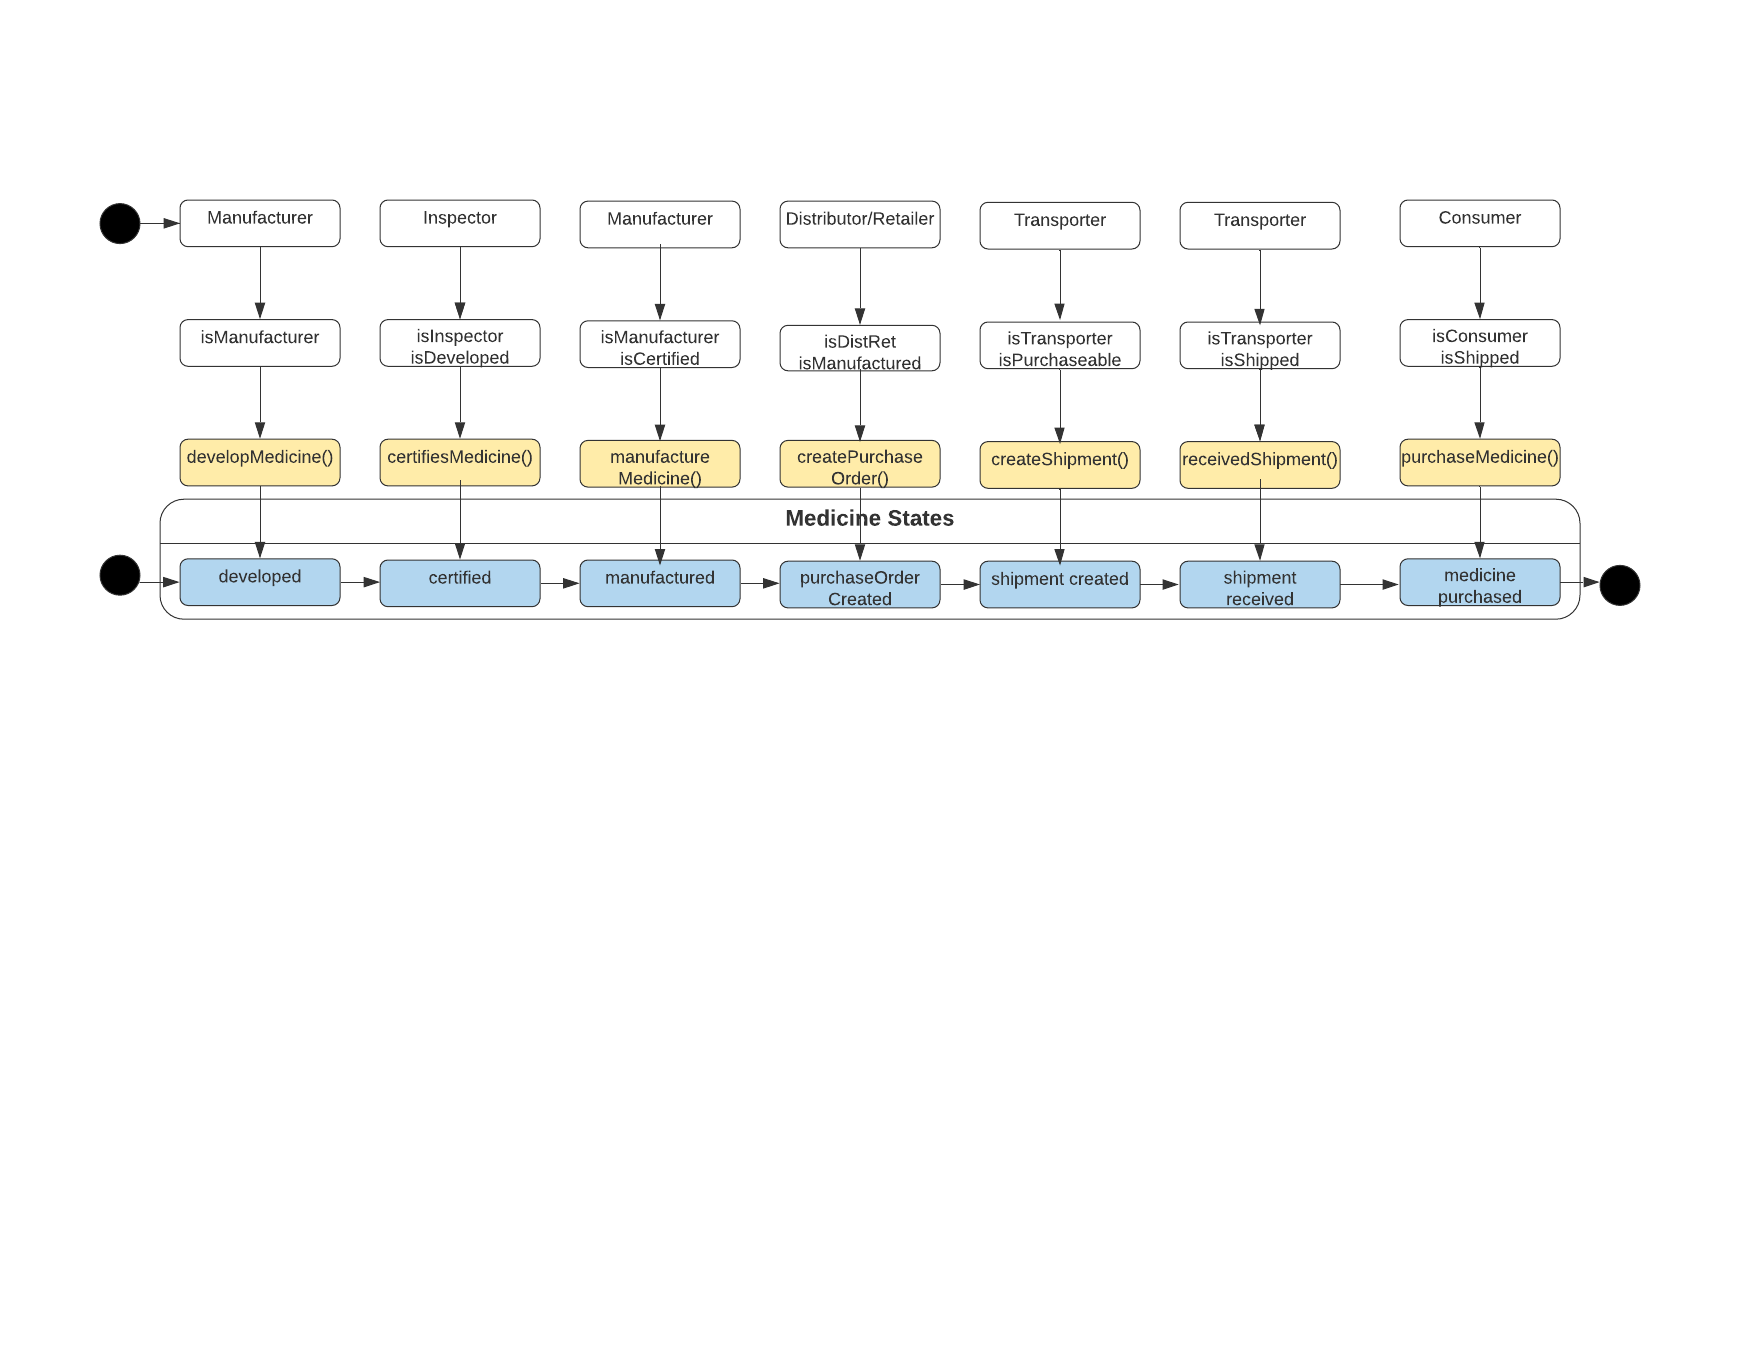 Manufacturer
Inspector
Manufacturer
Distributor/Retailer
Transporter
Transporter
Consumer
isManufacturer
isInspector
isDeveloped
isManufacturer
isCertified
isDistRet
isManufactured
isTransporter
isPurchaseable
isTransporter
isShipped
isConsumer
isShipped
developMedicine()
certifiesMedicine()
manufacture
Medicine()
createPurchase
Order()
createShipment()
receivedShipment()
purchaseMedicine()
Medicine States
developed
certified
manufactured
purchaseOrder
Created
shipment created
shipment
received
medicine
purchased